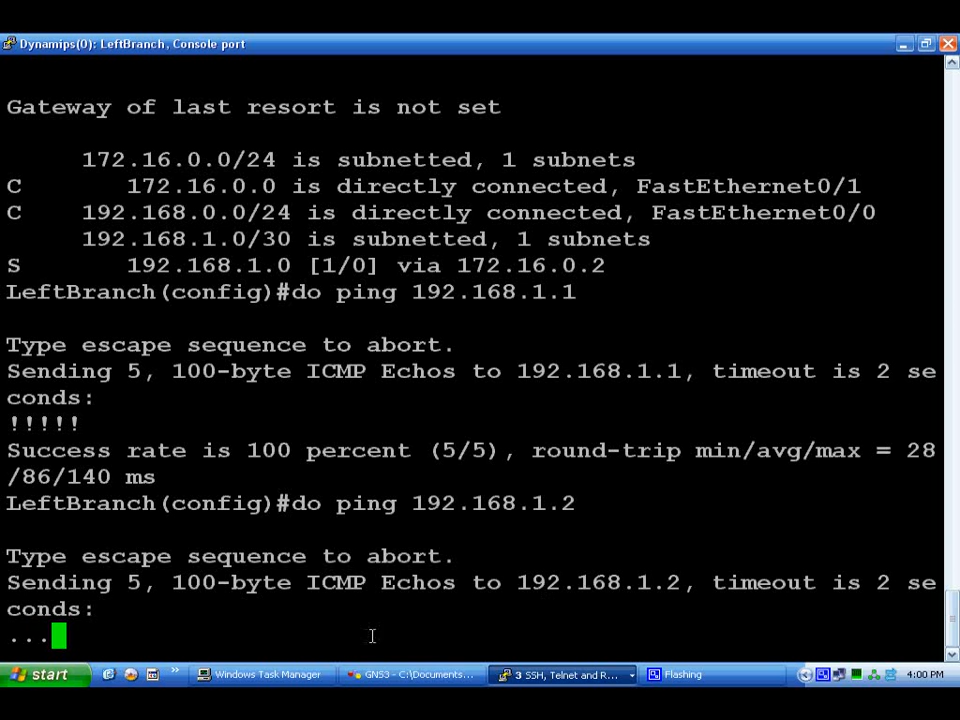 Dynamips(0): LeftBranch, Console port
Gateway of last resort is not set
172.16.0.0/24 is subnetted, 1 subnets
C 172.16.0.0 is directly connected, FastEthernet0/1
C 192.168.0.0/24 is directly connected, FastEthernet0/0
192.168.1.0/30 is subnetted, 1 subnets
S 192.168.1.0 [1/0] via 172.16.0.2
LeftBranch(config)#do ping 192.168.1.1
Type escape sequence to abort.
Sending 5, 100-byte ICMP Echos to 192.168.1.1, timeout is 2 se
conds:
!!!!!
Success rate is 100 percent (5/5), round-trip min/avg/max = 28
/86/140 ms
LeftBranch(config)#do ping 192.168.1.2
Type escape sequence to abort.
Sending 5, 100-byte ICMP Echos to 192.168.1.2, timeout is 2 se
conds:
...
start » Windows Task Manager GNS3 - C:\Documents... 3 SSH, Telnet and R... Flashing 4:00 PM